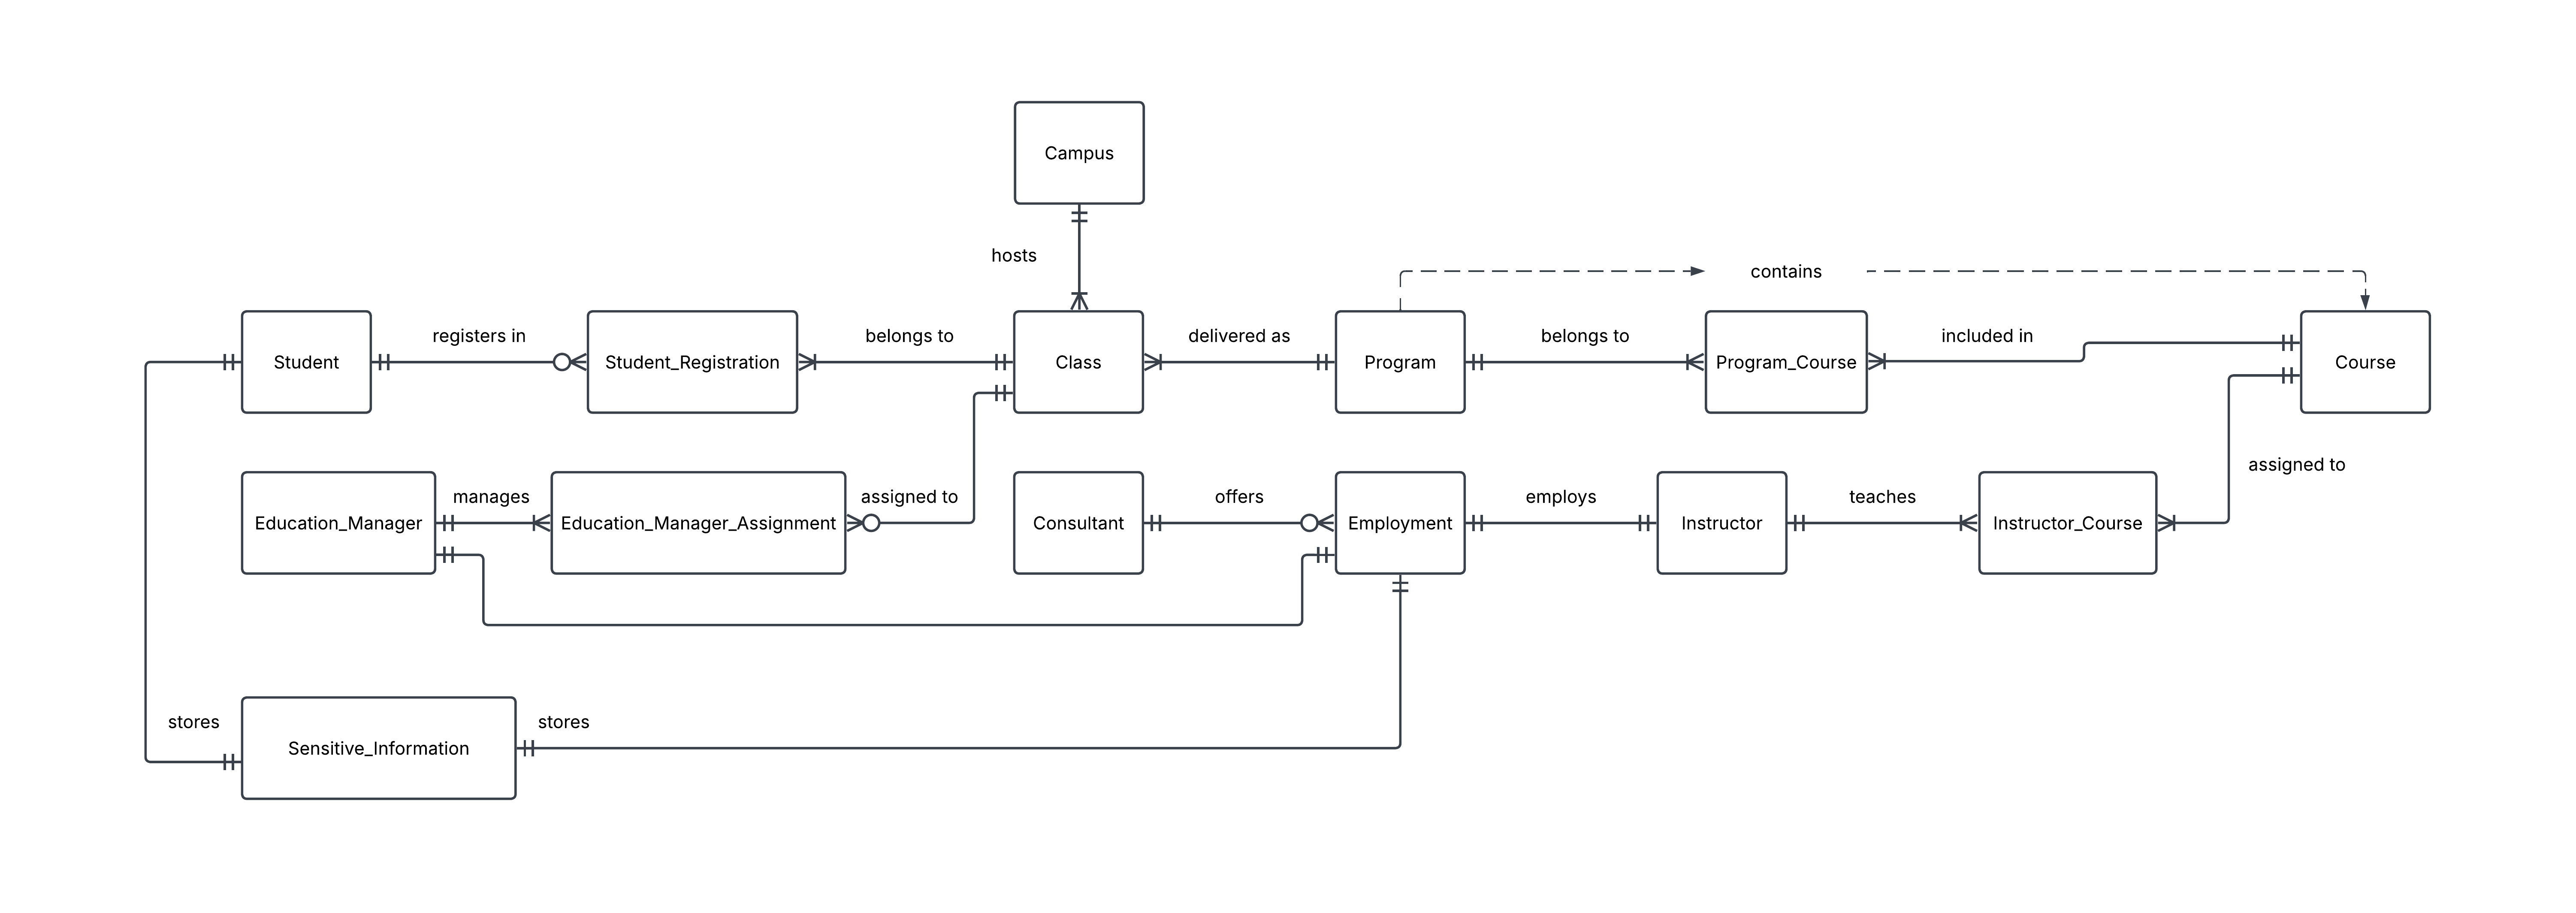 Campus
hosts
contains
registers in
belongs to
delivered as
belongs to
included in
Student
Student_Registration
Class
Program
Program_Course
Course
assigned to
manages
assigned to
offers
employs
teaches
Education_Manager
Education_Manager_Assignment
Consultant
Employment
Instructor
Instructor_Course
stores
stores
Sensitive_Information